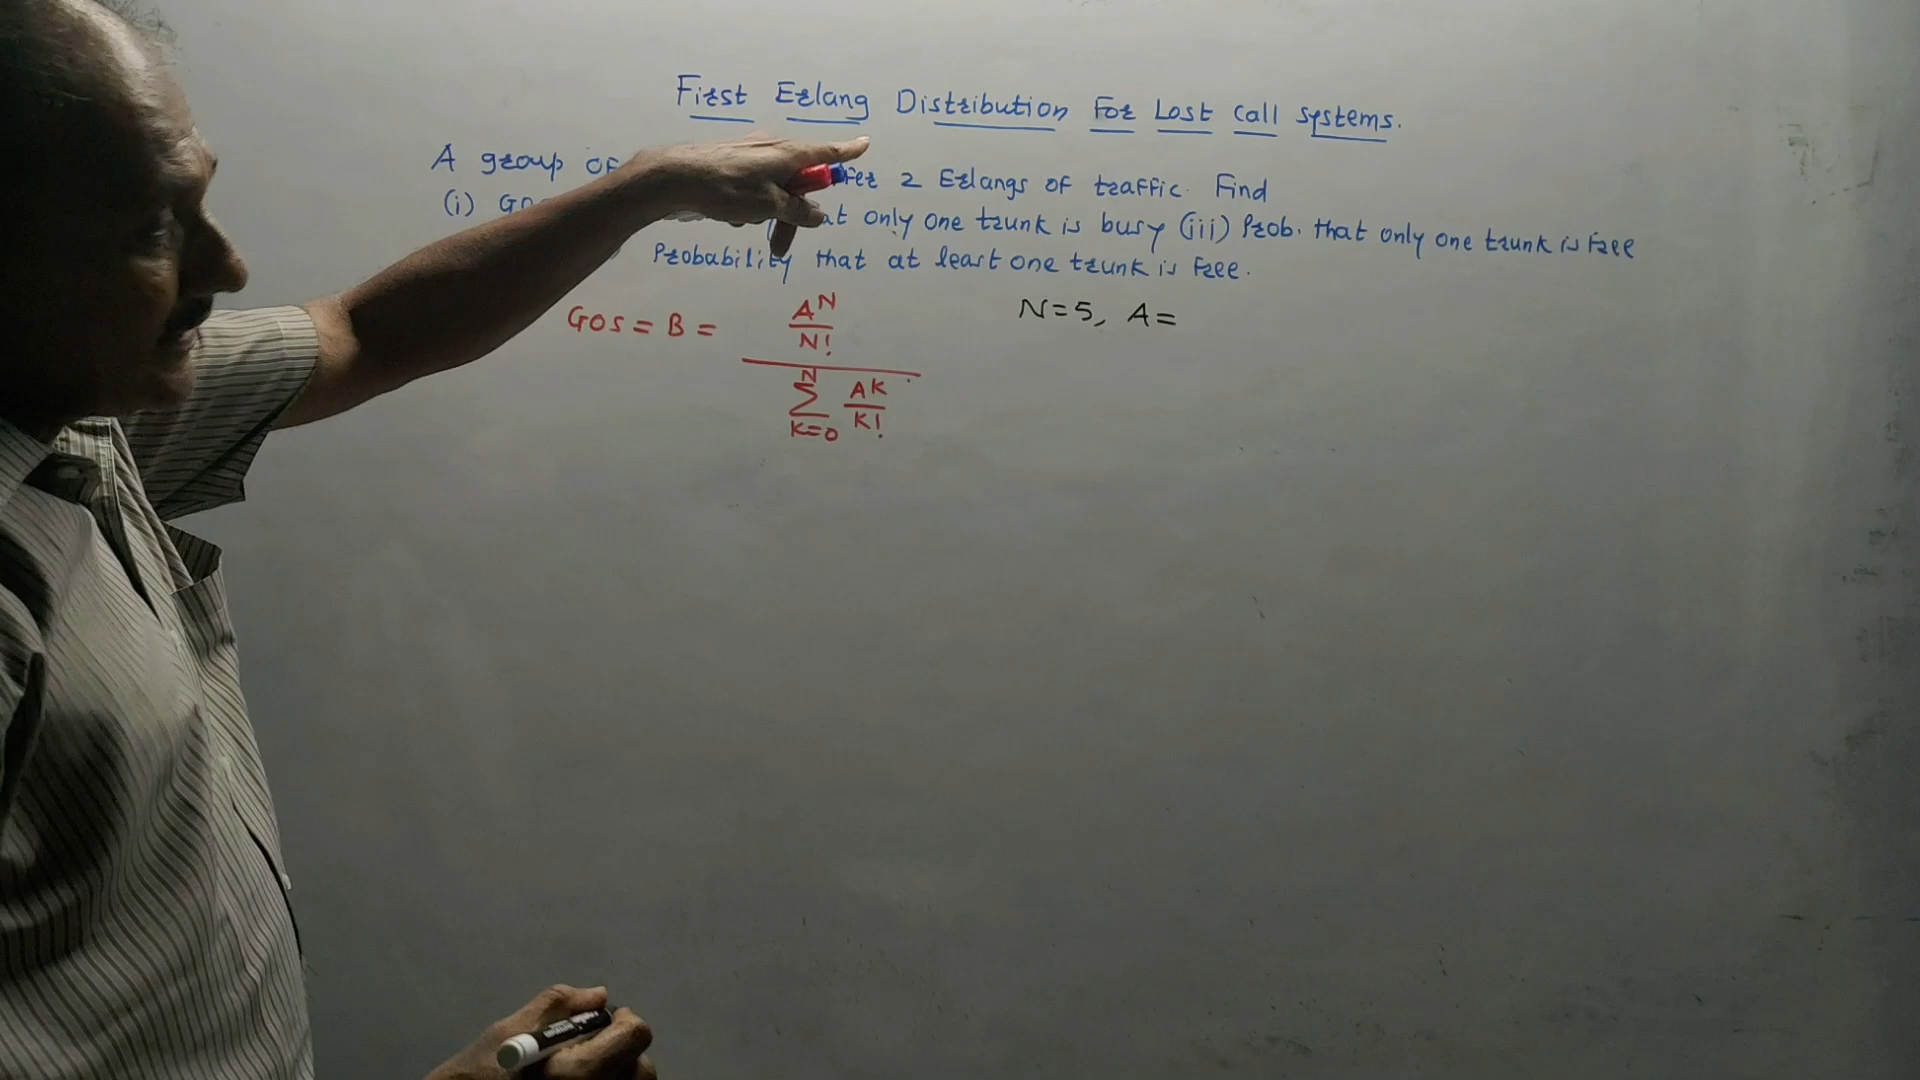 First Erlang Distribution For Lost call systems.
A group of 2 Erlangs of traffic. Find
(i) only one trunk is busy (iii) Prob. that only one trunk is free
Probability that at least one trunk is free.
GOS = B = A^N/N! / ∑_{K=0}^{N} A^K/K!
N=5, A=